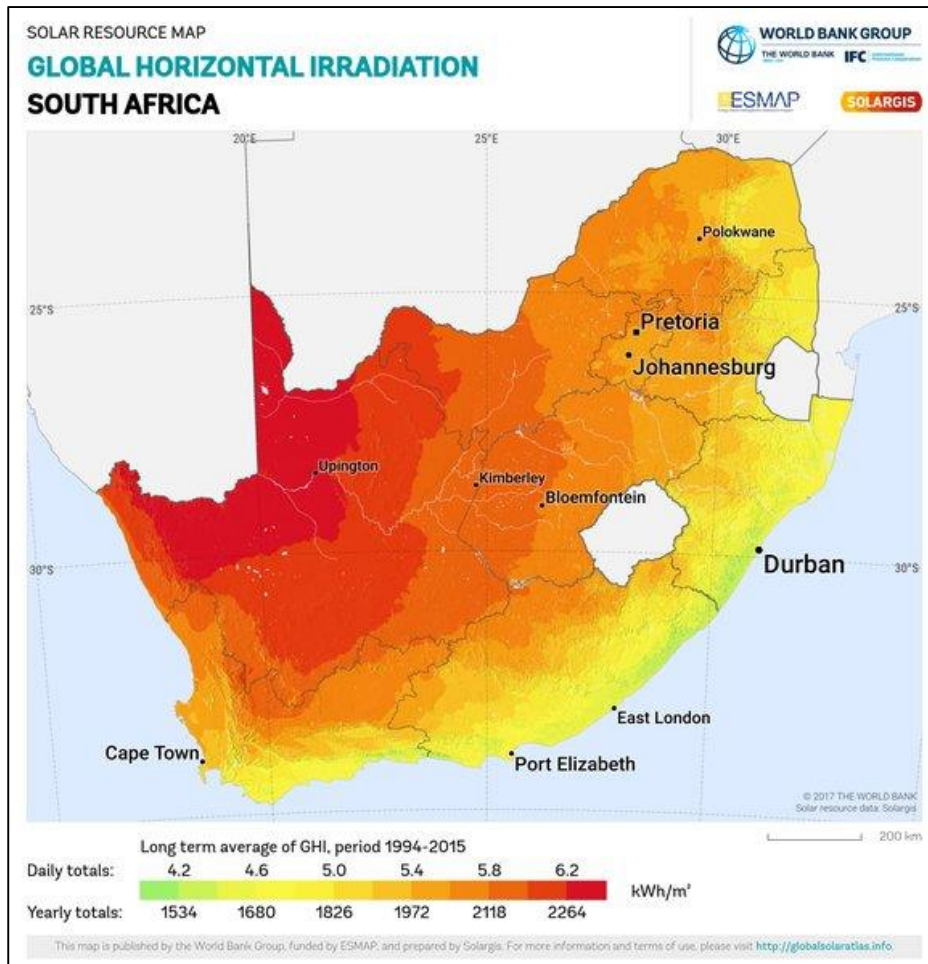 SOLAR RESOURCE MAP
GLOBAL HORIZONTAL IRRADIATION
SOUTH AFRICA
WORLD BANK GROUP
THE WORLD BANK IFC
ESMAP SOLARGIS
20°E 25°E 30°E
Polokwane
25°S 25°S
Pretoria
Johannesburg
Upington
Kimberley
Bloemfontein
Durban
30°S 30°S
East London
Cape Town
Port Elizabeth
© 2017 THE WORLD BANK
Solar resource data: Solargis
200 km
Long term average of GHI, period 1994-2015
Daily totals: 4.2 4.6 5.0 5.4 5.8 6.2
kWh/m²
Yearly totals: 1534 1680 1826 1972 2118 2264
This map is published by the World Bank Group, funded by ESMAP, and prepared by Solargis. For more information and terms of use, please visit http://globalsolaratlas.info.